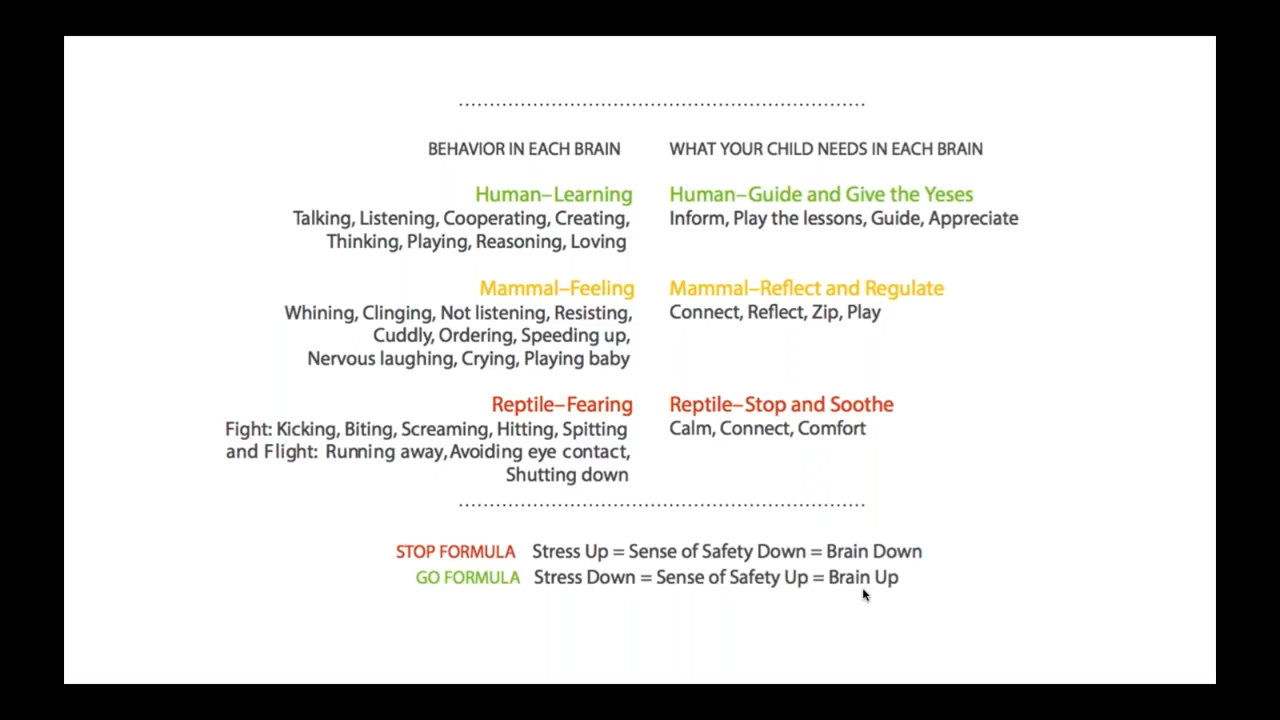 BEHAVIOR IN EACH BRAIN
Human–Learning
Talking, Listening, Cooperating, Creating,
Thinking, Playing, Reasoning, Loving
Mammal–Feeling
Whining, Clinging, Not listening, Resisting,
Cuddly, Ordering, Speeding up,
Nervous laughing, Crying, Playing baby
Reptile–Fearing
Fight: Kicking, Biting, Screaming, Hitting, Spitting
and Flight: Running away, Avoiding eye contact,
Shutting down
WHAT YOUR CHILD NEEDS IN EACH BRAIN
Human–Guide and Give the Yeses
Inform, Play the lessons, Guide, Appreciate
Mammal–Reflect and Regulate
Connect, Reflect, Zip, Play
Reptile–Stop and Soothe
Calm, Connect, Comfort
STOP FORMULA Stress Up = Sense of Safety Down = Brain Down
GO FORMULA Stress Down = Sense of Safety Up = Brain Up